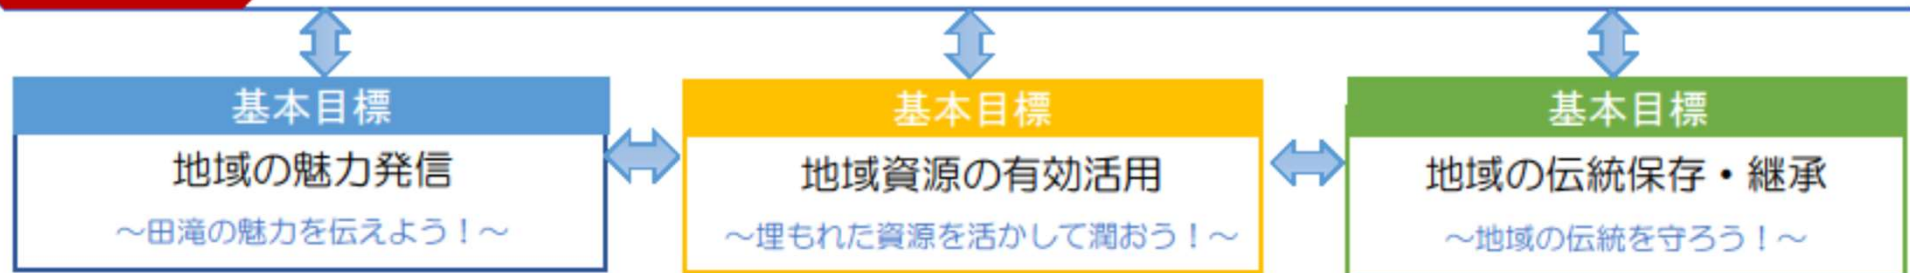 基本目標
地域の魅力発信
～田滝の魅力を伝えよう！～
基本目標
地域資源の有効活用
～埋もれた資源を活かして潤おう！～
基本目標
地域の伝統保存・継承
～地域の伝統を守ろう！～